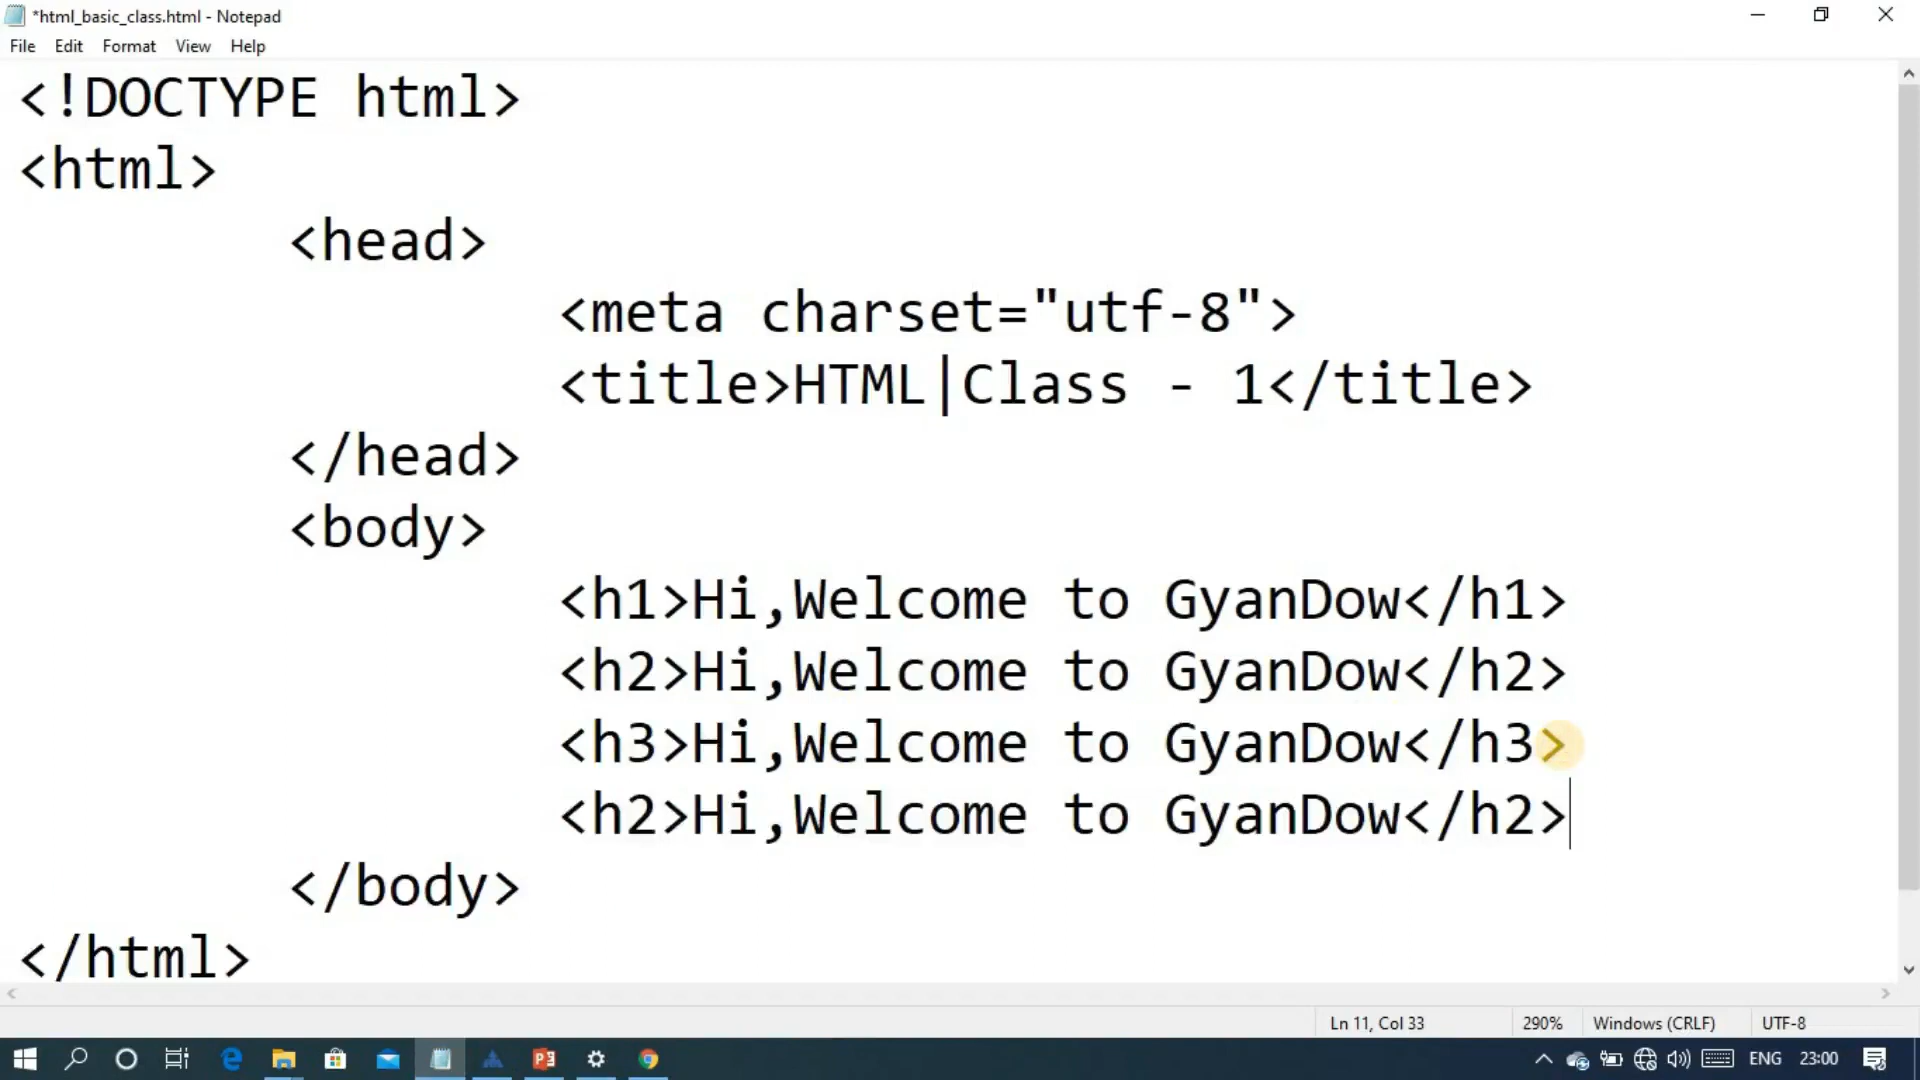 *html_basic_class.html - Notepad
File Edit Format View Help
<!DOCTYPE html>
<html>
<head>
<meta charset="utf-8">
<title>HTML|Class - 1</title>
</head>
<body>
<h1>Hi,Welcome to GyanDow</h1>
<h2>Hi,Welcome to GyanDow</h2>
<h3>Hi,Welcome to GyanDow</h3>
<h2>Hi,Welcome to GyanDow</h2>
</body>
</html>
Ln 11, Col 33 290% Windows (CRLF) UTF-8
ENG 23:00